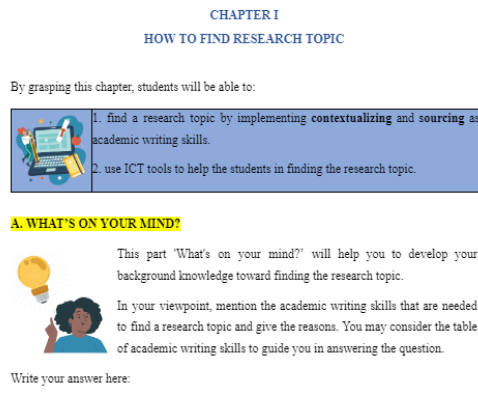 CHAPTER I
HOW TO FIND RESEARCH TOPIC
By grasping this chapter, students will be able to:
1. find a research topic by implementing contextualizing and sourcing as
academic writing skills.
2. use ICT tools to help the students in finding the research topic.
A. WHAT'S ON YOUR MIND?
This part 'What's on your mind?' will help you to develop your
background knowledge toward finding the research topic.
In your viewpoint, mention the academic writing skills that are needed
to find a research topic and give the reasons. You may consider the table
of academic writing skills to guide you in answering the question.
Write your answer here: